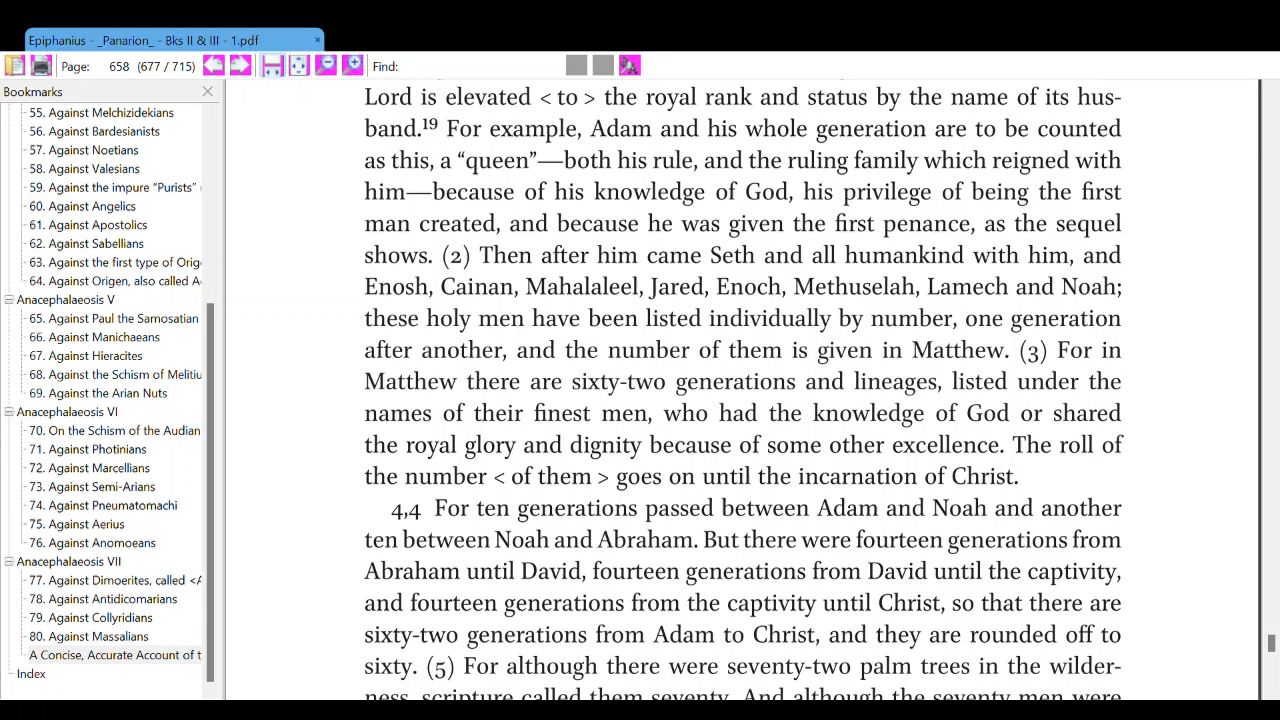 Epiphanius - _Panarion_ - Bks II & III - 1.pdf
×
Page: 658 (677 / 715) Find:
Bookmarks
55. Against Melchizidekians
56. Against Bardesianists
57. Against Noetians
58. Against Valesians
59. Against the impure “Purists”
60. Against Angelics
61. Against Apostolics
62. Against Sabellians
63. Against the first type of Orig
64. Against Origen, also called A
Anacephalaeosis V
65. Against Paul the Samosatian
66. Against Manichaeans
67. Against Hieracites
68. Against the Schism of Melitiu
69. Against the Arian Nuts
Anacephalaeosis VI
70. On the Schism of the Audian
71. Against Photinians
72. Against Marcellians
73. Against Semi-Arians
74. Against Pneumatomachi
75. Against Aerius
76. Against Anomoeans
Anacephalaeosis VII
77. Against Dimoerites, called <A
78. Against Antidicomarians
79. Against Collyridians
80. Against Massalians
A Concise, Accurate Account of t
Index
Lord is elevated < to > the royal rank and status by the name of its hus-
band.¹⁹ For example, Adam and his whole generation are to be counted
as this, a “queen”—both his rule, and the ruling family which reigned with
him—because of his knowledge of God, his privilege of being the first
man created, and because he was given the first penance, as the sequel
shows. (2) Then after him came Seth and all humankind with him, and
Enosh, Cainan, Mahalaleel, Jared, Enoch, Methuselah, Lamech and Noah;
these holy men have been listed individually by number, one generation
after another, and the number of them is given in Matthew. (3) For in
Matthew there are sixty-two generations and lineages, listed under the
names of their finest men, who had the knowledge of God or shared
the royal glory and dignity because of some other excellence. The roll of
the number < of them > goes on until the incarnation of Christ.
4,4 For ten generations passed between Adam and Noah and another
ten between Noah and Abraham. But there were fourteen generations from
Abraham until David, fourteen generations from David until the captivity,
and fourteen generations from the captivity until Christ, so that there are
sixty-two generations from Adam to Christ, and they are rounded off to
sixty. (5) For although there were seventy-two palm trees in the wilder-
ness, scripture called them seventy. And although the seventy men were